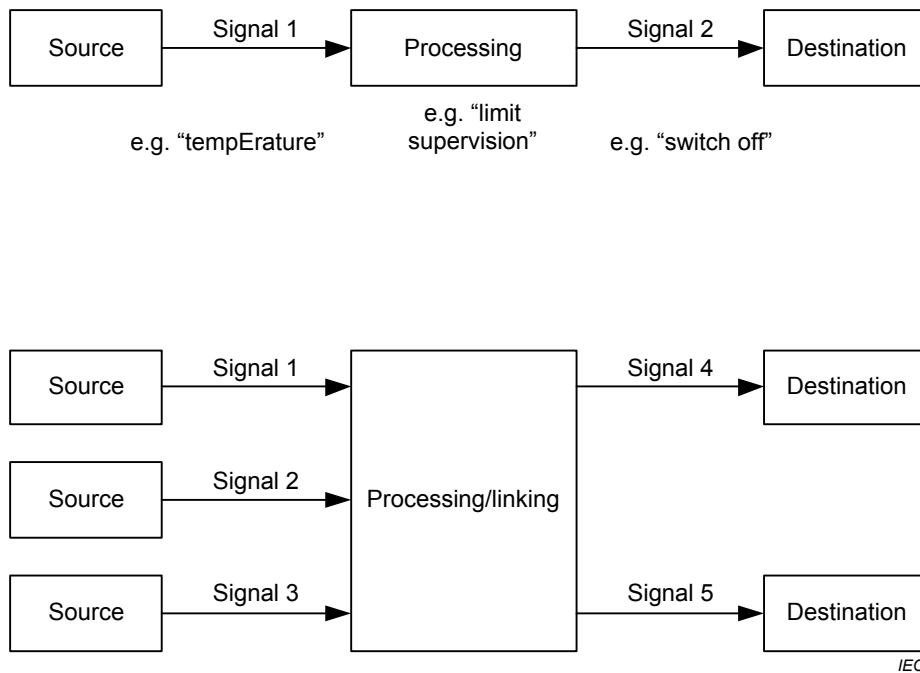 Source
Signal 1
Processing
Signal 2
Destination
e.g. “tempErature”
e.g. “limit
supervision”
e.g. “switch off”
Source
Signal 1
Signal 4
Destination
Source
Signal 2
Processing/linking
Source
Signal 3
Signal 5
Destination
IEC